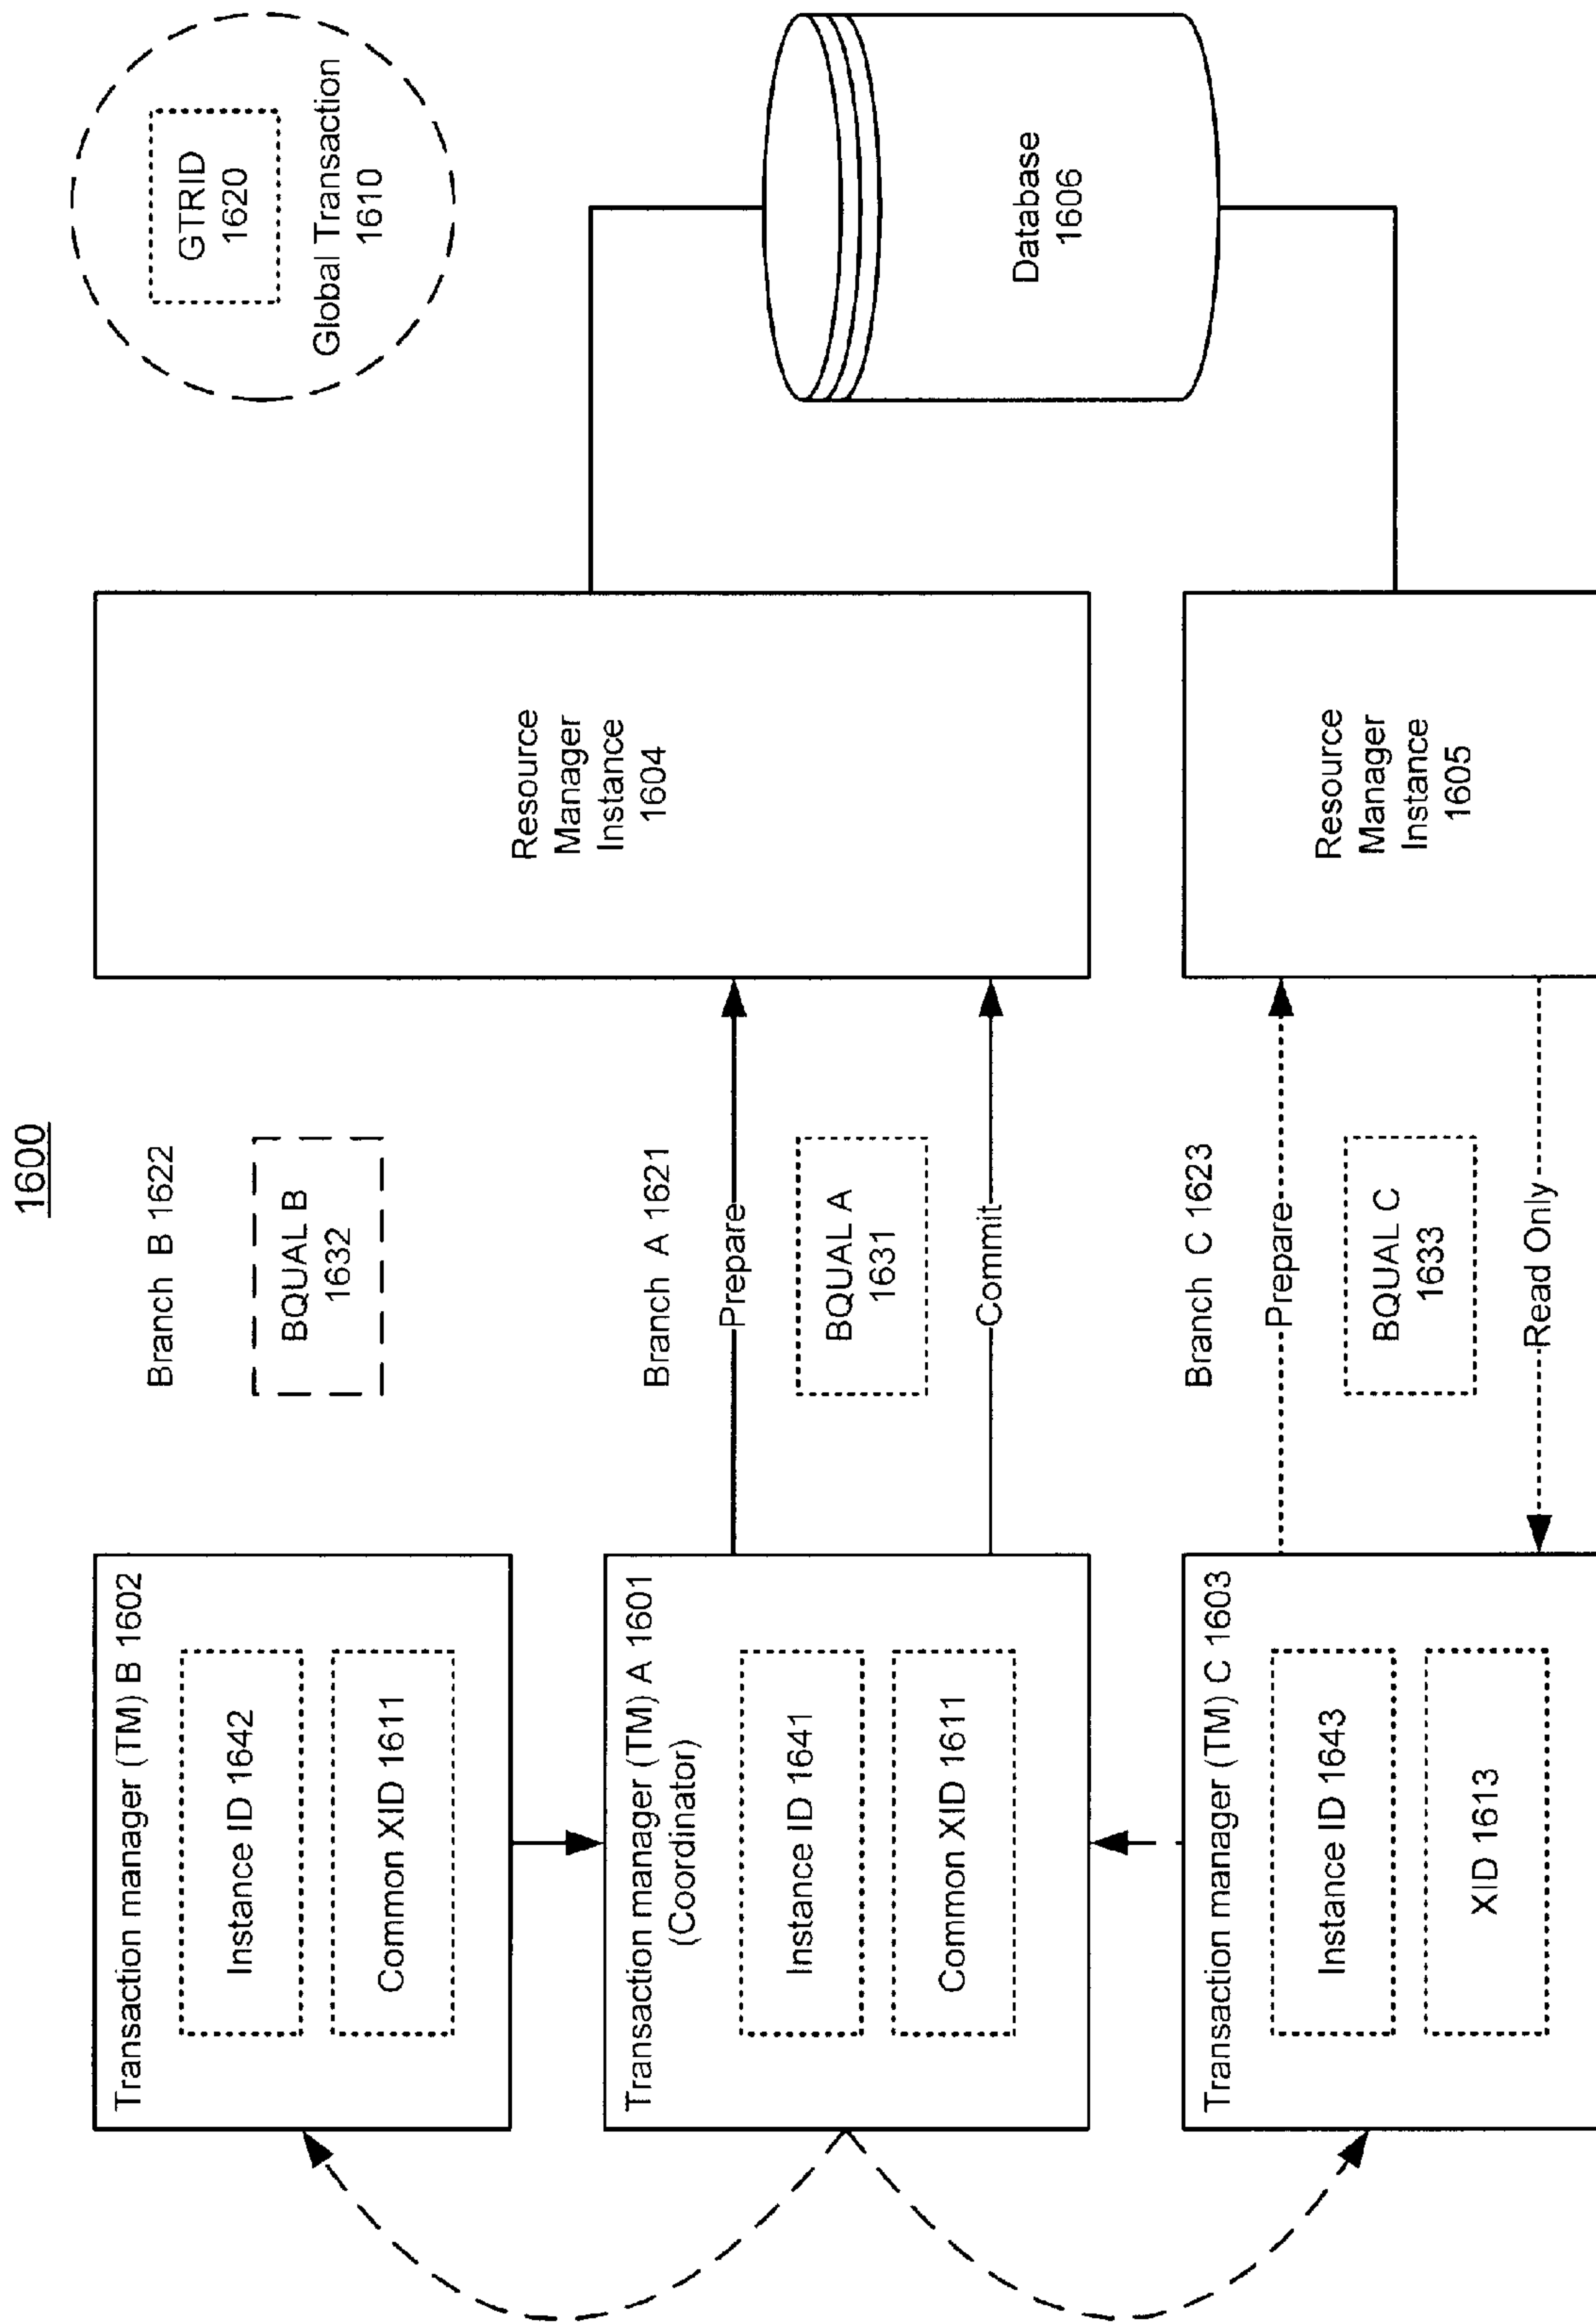 1600
Transaction manager (TM) B 1602
Instance ID 1642
Common XID 1611
Branch B 1622
BQUAL B
1632
GTRID
1620
Global Transaction
1610
Transaction manager (TM) A 1601
(Coordinator)
Instance ID 1641
Common XID 1611
Branch A 1621
Prepare
BQUAL A
1631
Commit
Resource
Manager
Instance
1604
Database
1606
Transaction manager (TM) C 1603
Instance ID 1643
XID 1613
Branch C 1623
Prepare
BQUAL C
1633
Read Only
Resource
Manager
Instance
1605